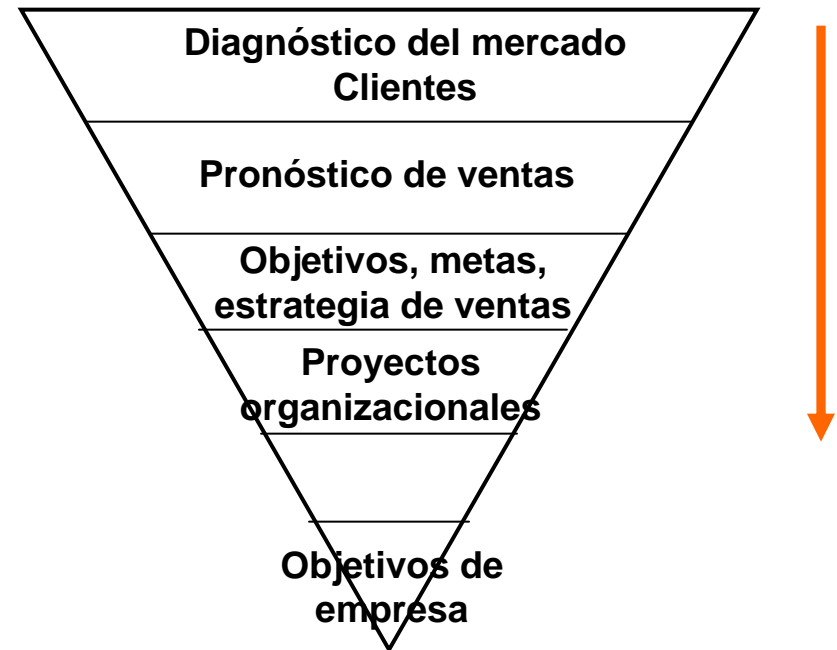 Diagnóstico del mercado
Clientes
Pronóstico de ventas
Objetivos, metas,
estrategia de ventas
Proyectos
organizacionales
Objetivos de
empresa